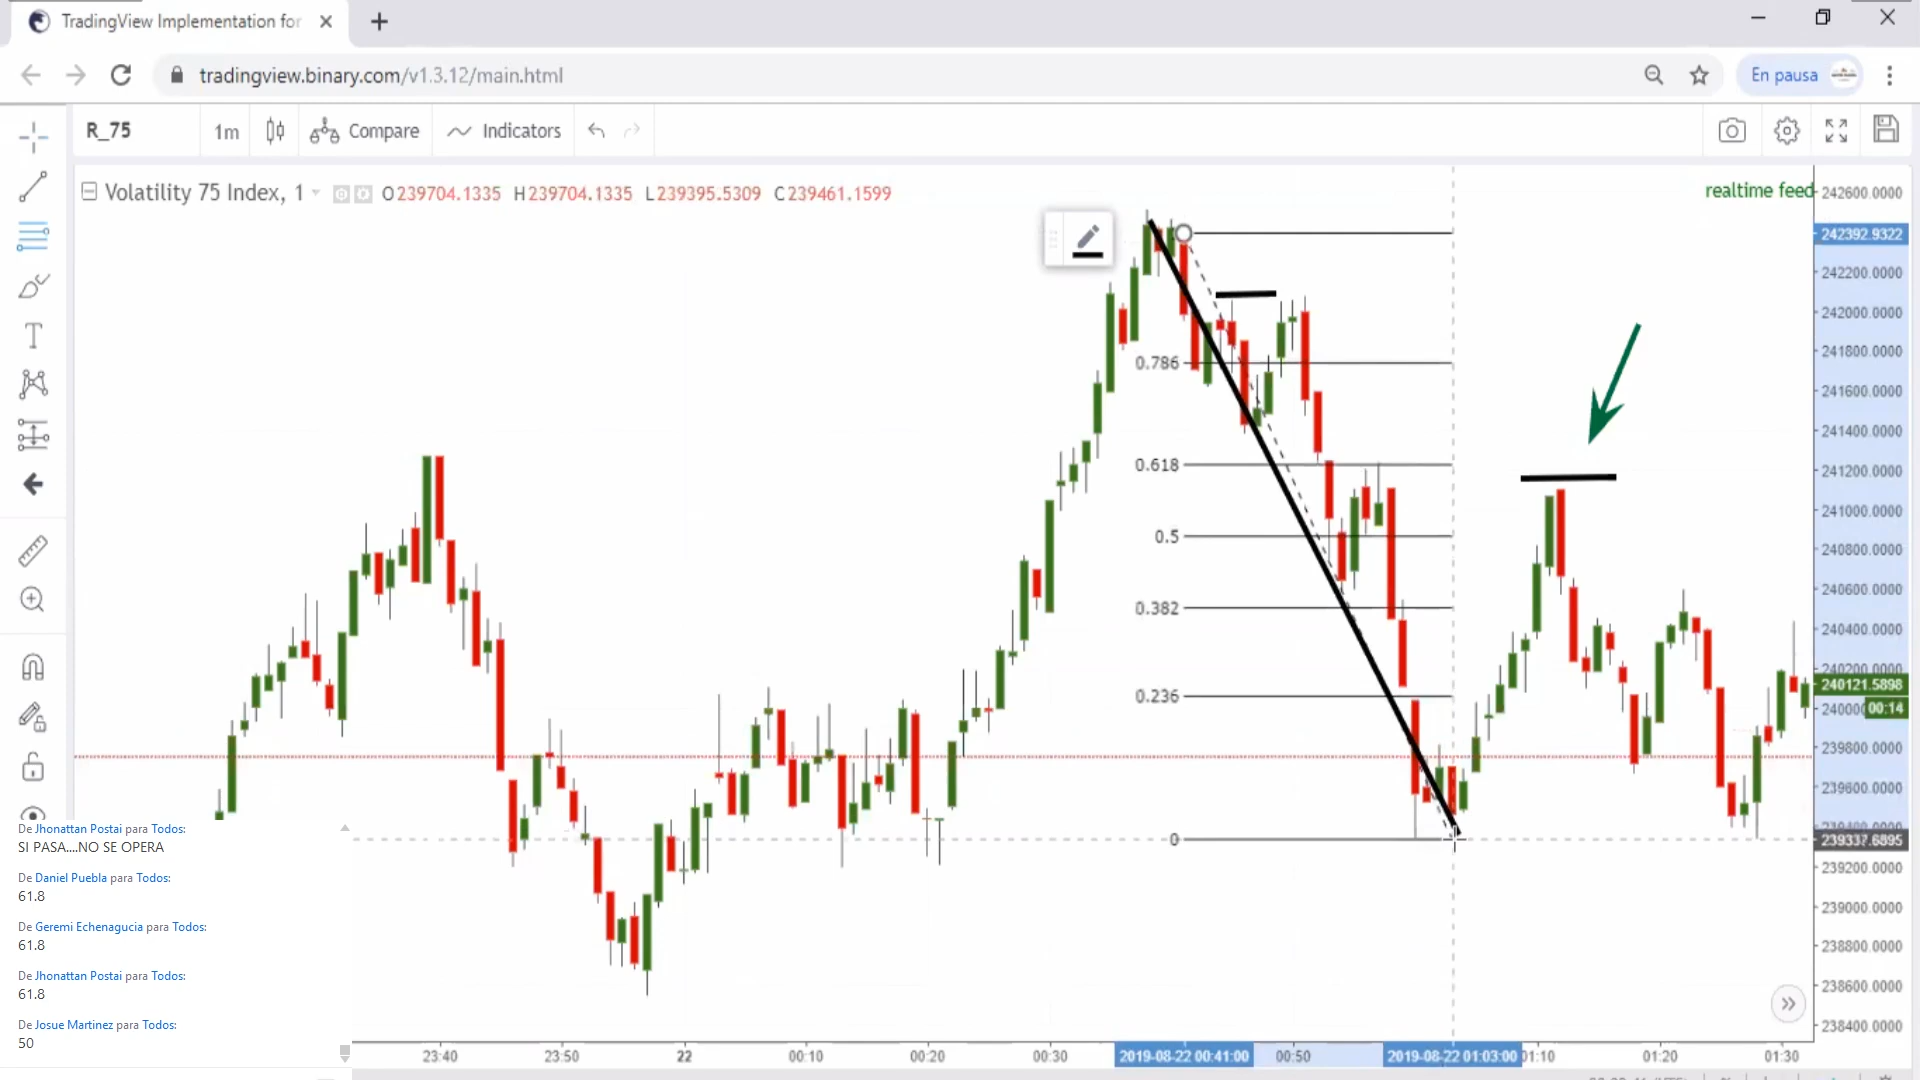 TradingView Implementation for
tradingview.binary.com/v1.3.12/main.html
En pausa
R_75
1m
Compare
Indicators
Volatility 75 Index, 1
O239704.1335 H239704.1335 L239395.5309 C239461.1599
realtime feed
242600.0000
242392.9322
242200.0000
242000.0000
241800.0000
241600.0000
241400.0000
241200.0000
241000.0000
240800.0000
240600.0000
240400.0000
240200.0000
240121.5898
00:14
239800.0000
239600.0000
239337.6895
239200.0000
239000.0000
238800.0000
238600.0000
238400.0000
0.786
0.618
0.5
0.382
0.236
0
De Jhonattan Postai para Todos:
SI PASA....NO SE OPERA
De Daniel Puebla para Todos:
61.8
De Geremi Echenagucia para Todos:
61.8
De Jhonattan Postai para Todos:
61.8
De Josue Martinez para Todos:
50
23:40
23:50
22
00:10
00:20
00:30
2019-08-22 00:41:00
00:50
2019-08-22 01:03:00
01:10
01:20
01:30